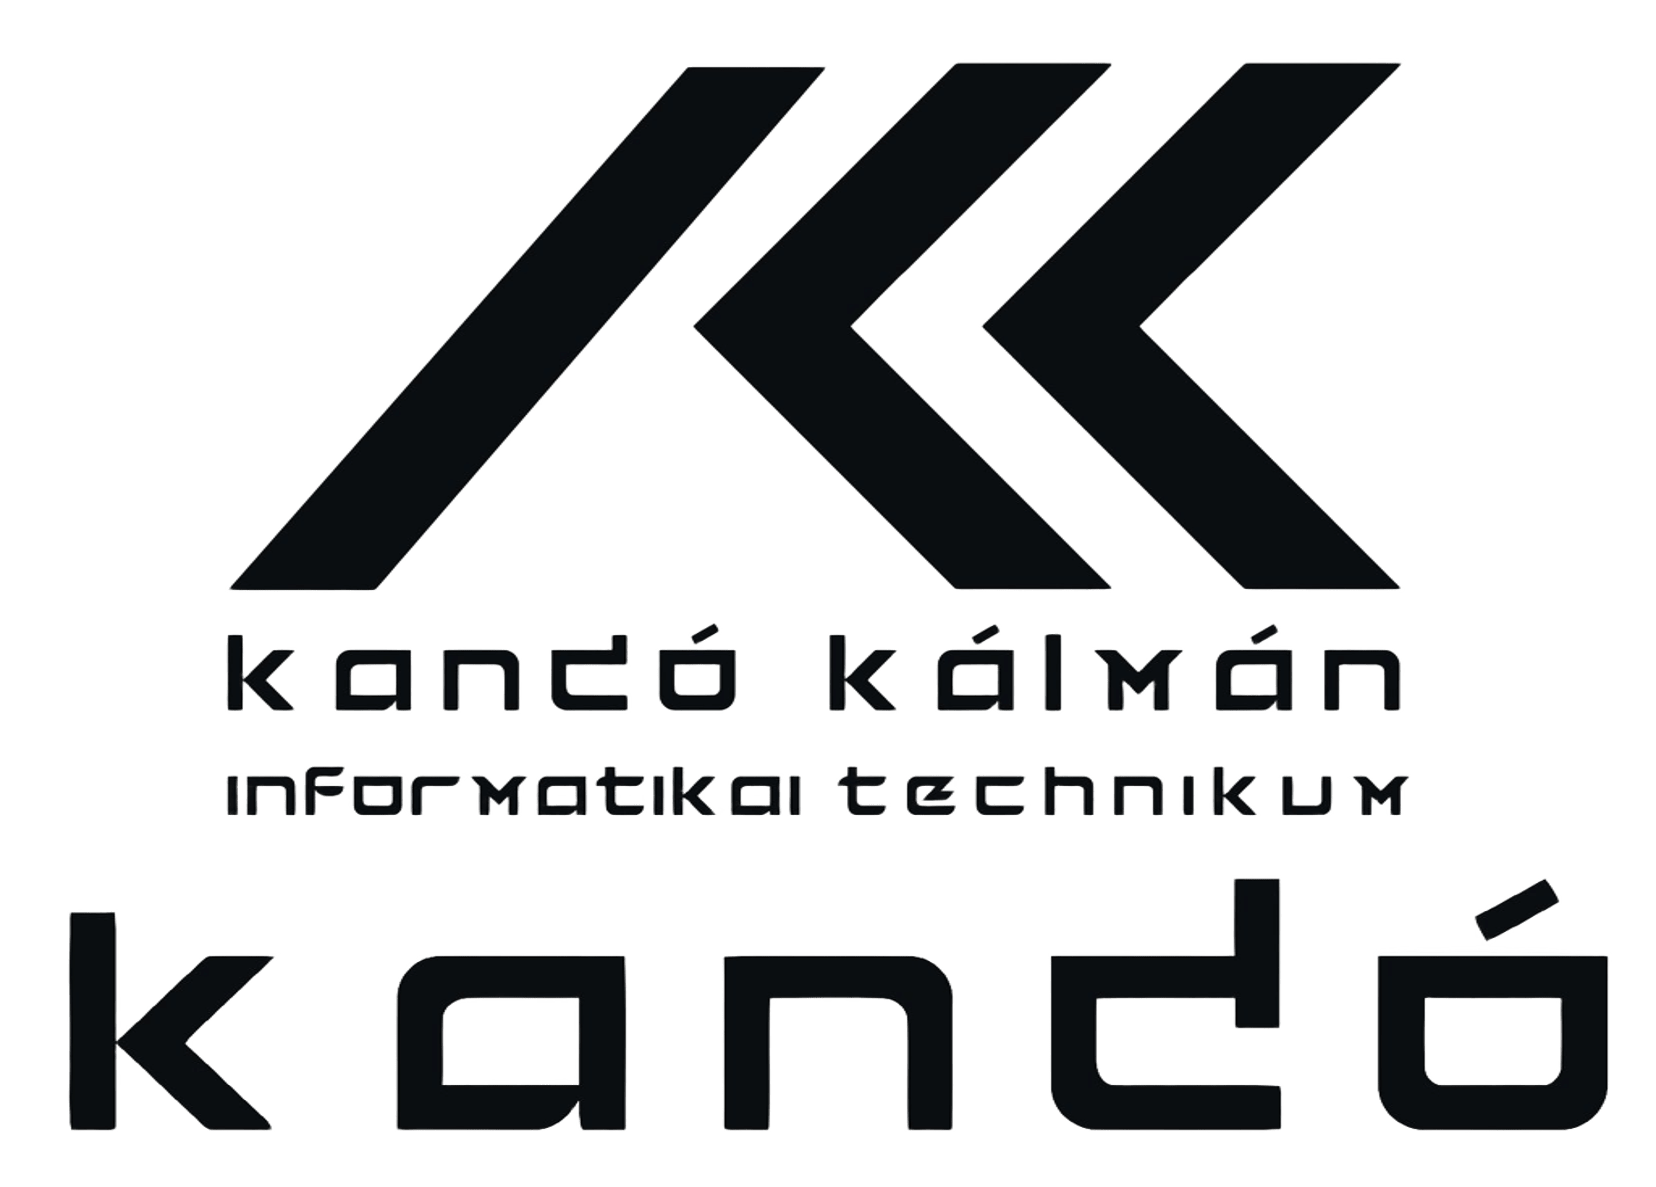 kandó kálmán
informatikai technikum
kandó